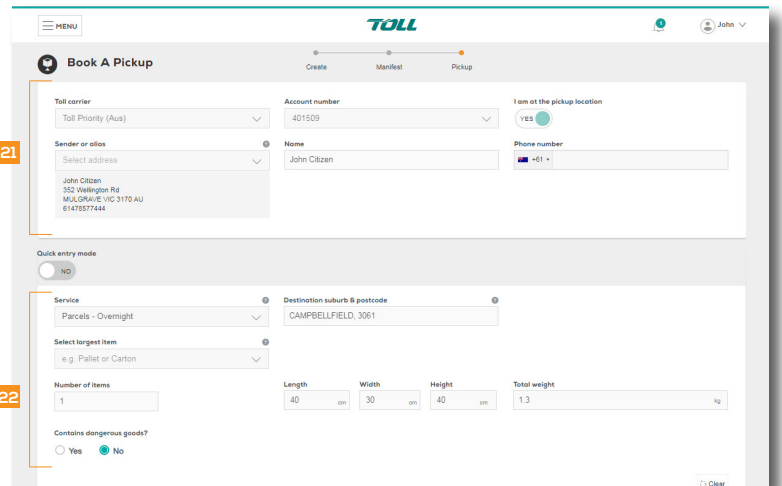 MENU
TOLL
1
John
Book A Pickup
Create
Manifest
Pickup
21
Toll carrier
Account number
I am at the pickup location
Toll Priority (Aus)
401509
YES
Sender or alias
Name
Phone number
Select address
John Citizen
+61
John Citizen
352 Wellington Rd
MULGRAVE VIC 3170 AU
61478577444
Quick entry mode
NO
22
Service
Destination suburb & postcode
Parcels - Overnight
CAMPBELLFIELD, 3061
Select largest item
e.g. Pallet or Carton
Number of items
Length
Width
Height
Total weight
1
40 cm
30 cm
40 cm
1.3 kg
Contains dangerous goods?
Yes
No
Clear